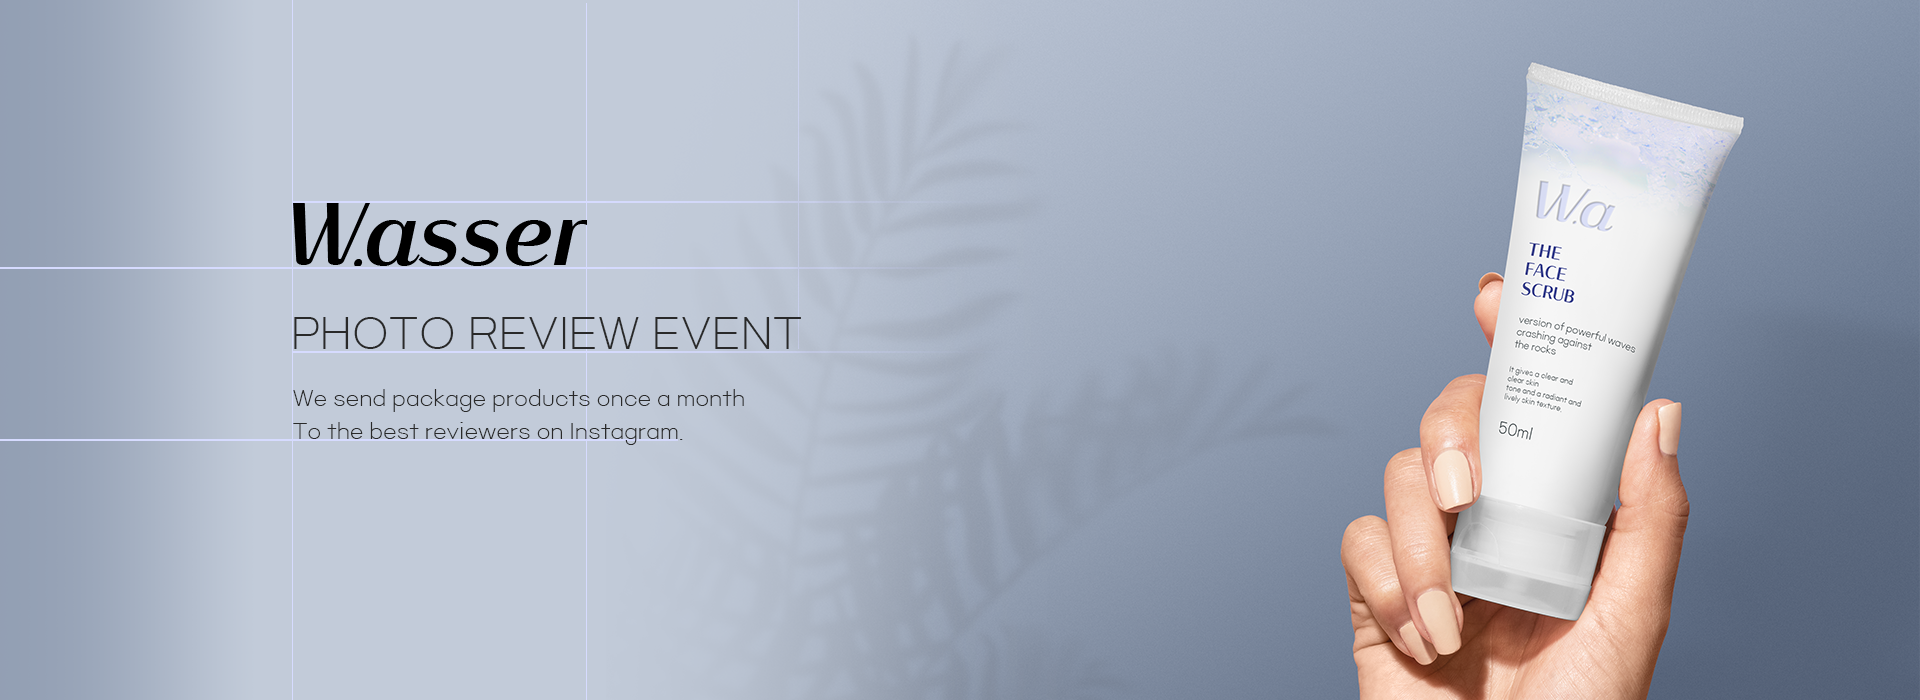 W.asser
PHOTO REVIEW EVENT
We send package products once a month
To the best reviewers on Instagram.
W.a
THE
FACE
SCRUB
version of powerful waves
crashing against
the rocks
It gives a clear and
clear skin
tone and a radiant and
lively skin texture.
50ml